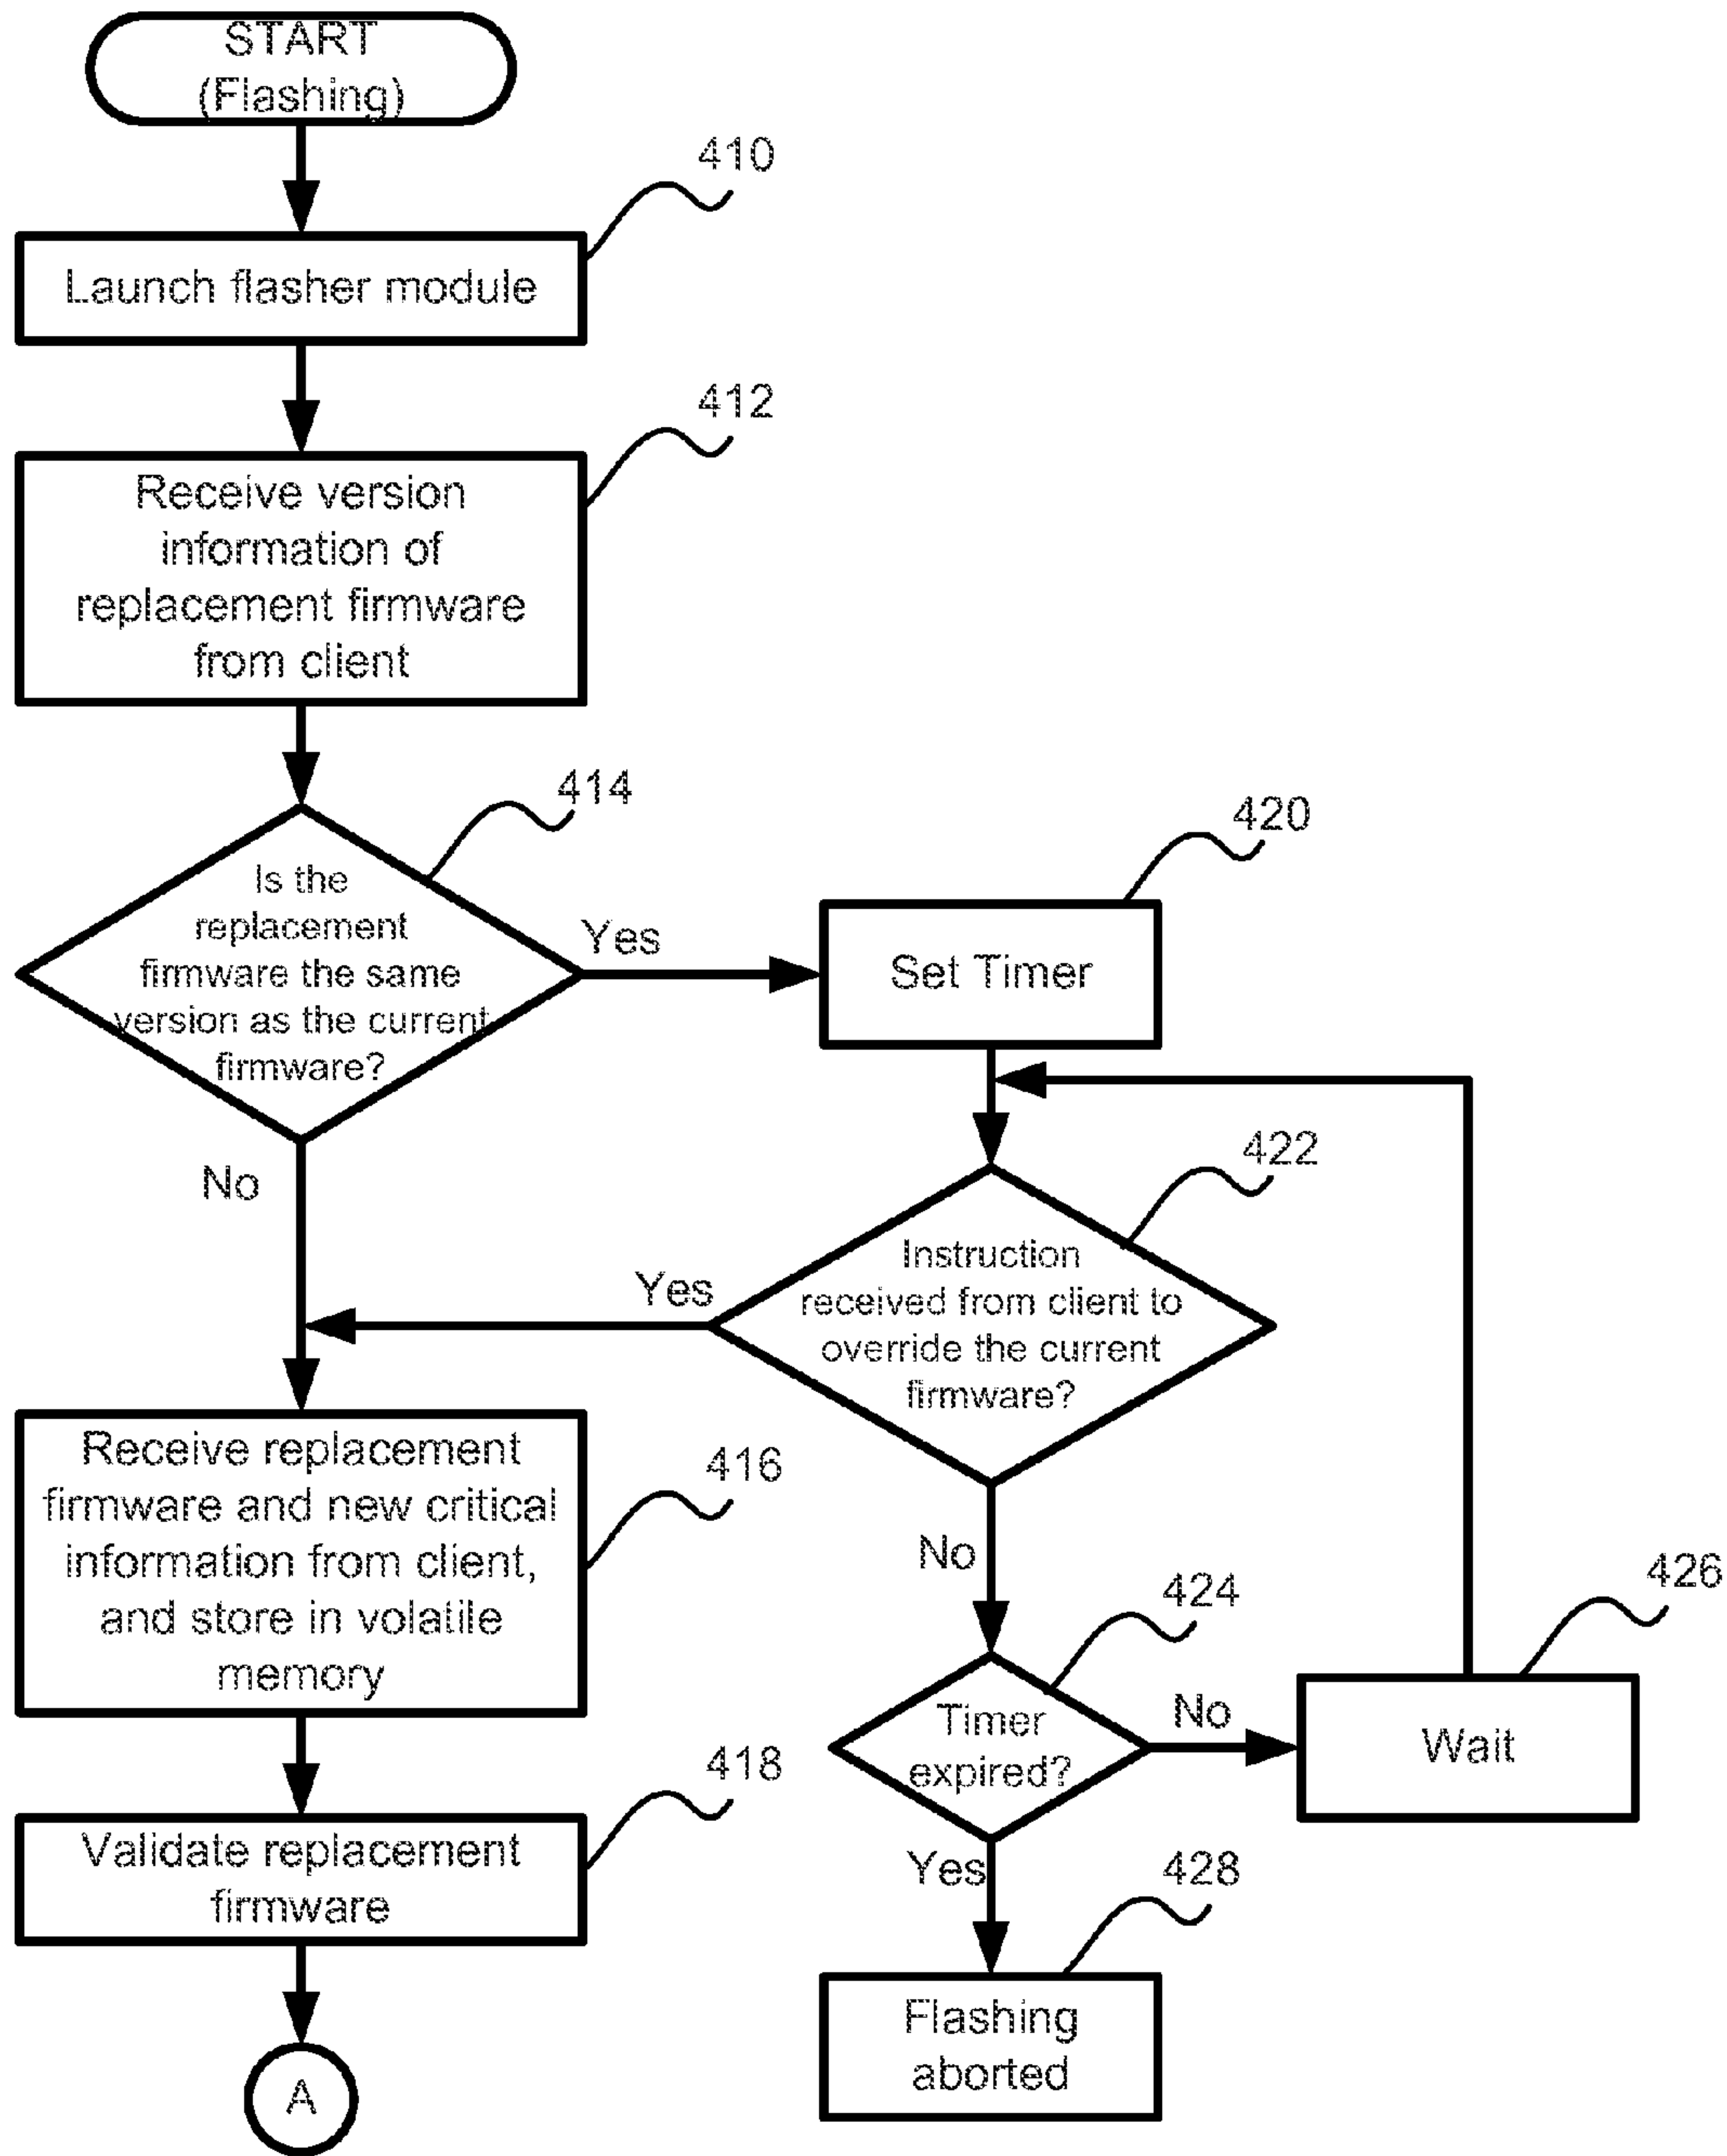 START
(Flashing)
410
Launch flasher module
412
Receive version
information of
replacement firmware
from client
414
Is the
replacement
firmware the same
version as the current
firmware?
Yes
No
420
Set Timer
422
Instruction
received from client to
override the current
firmware?
Yes
No
416
Receive replacement
firmware and new critical
information from client,
and store in volatile
memory
424
Timer
expired?
No
Yes
426
Wait
418
Validate replacement
firmware
428
Flashing
aborted
A